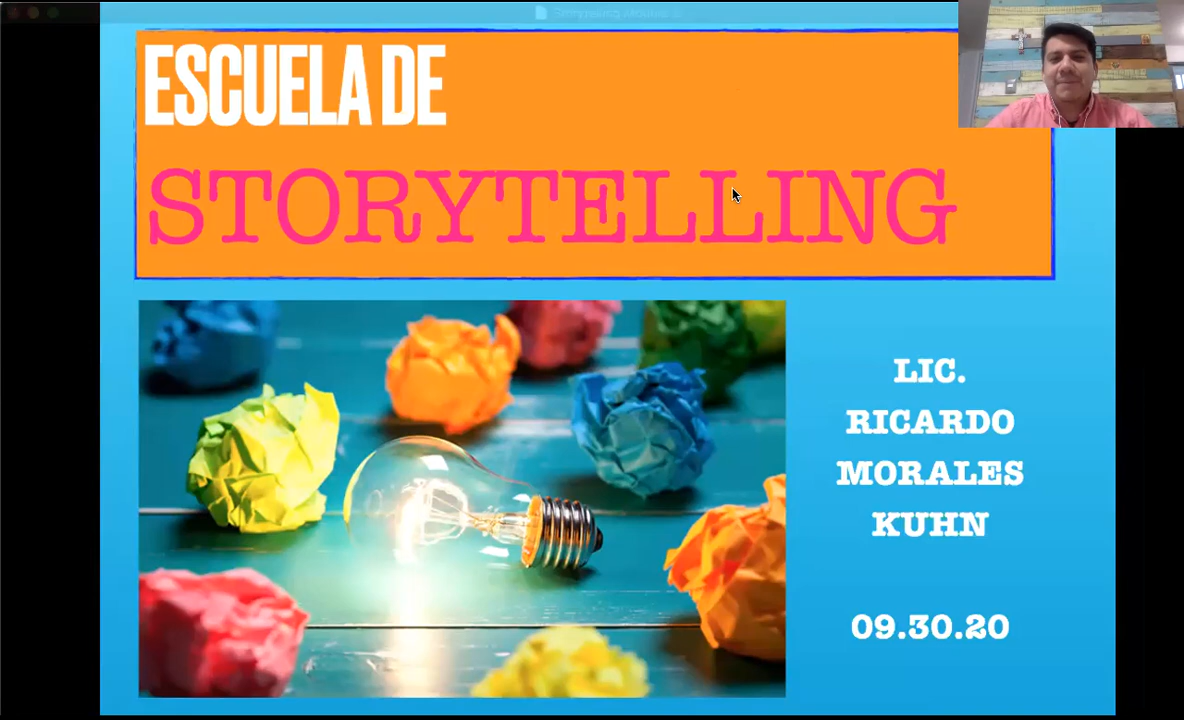 ESCUELA DE
STORYTELLING
LIC.
RICARDO
MORALES
KUHN
09.30.20